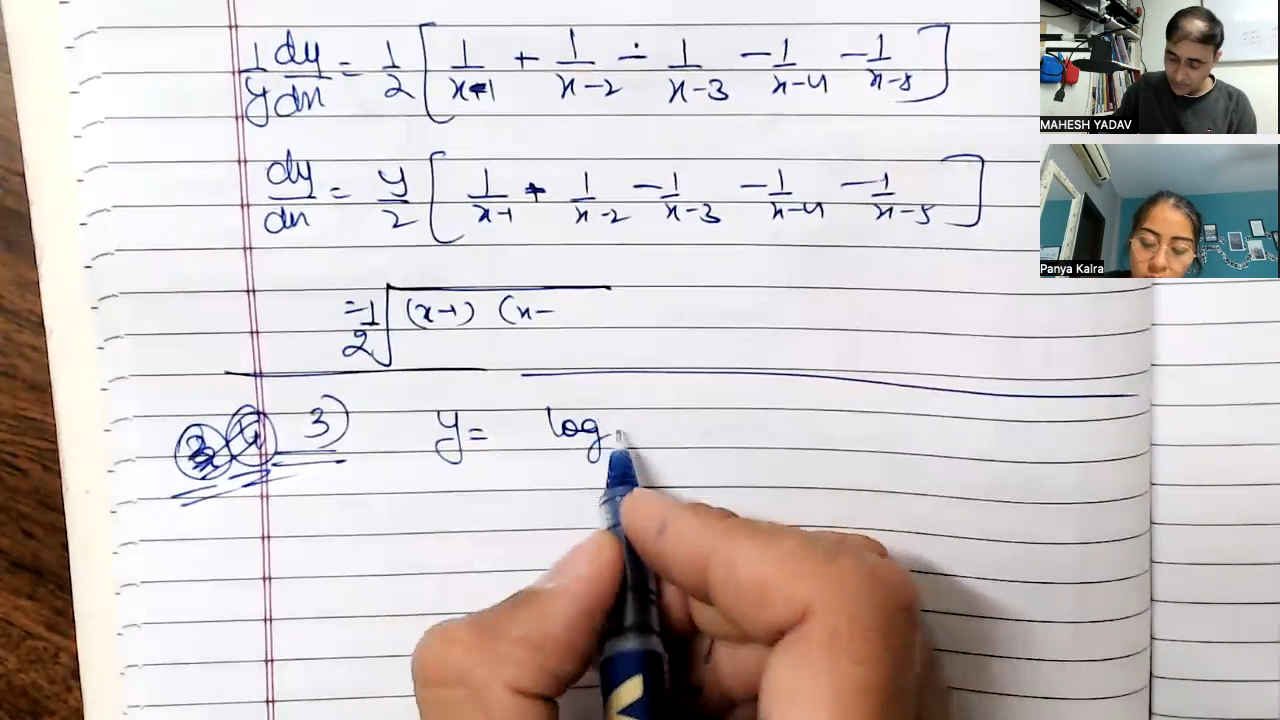 1/y dy/dx = 1/2 [ 1/x-1 + 1/x-2 - 1/x-3 - 1/x-4 - 1/x-5 ]
MAHESH YADAV
dy/dx = y/2 [ 1/x-1 + 1/x-2 - 1/x-3 - 1/x-4 - 1/x-5 ]
Panya Kalra
= 1/2 √(x-1) (x-
3) y = log